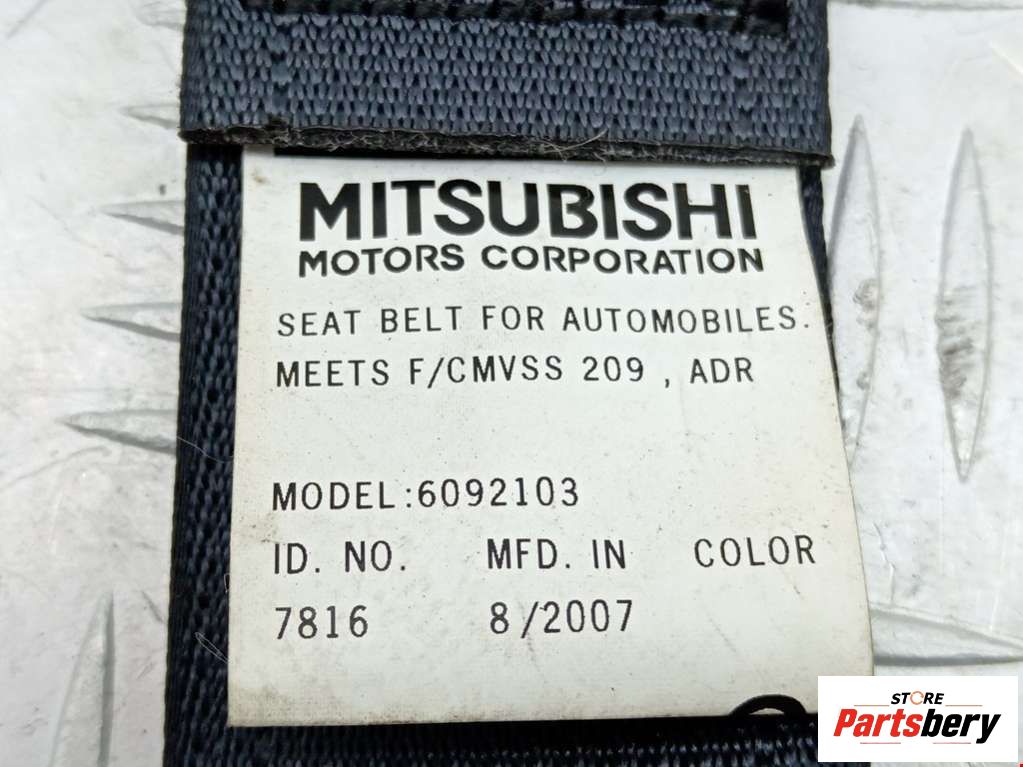 MITSUBISHI
MOTORS CORPORATION
SEAT BELT FOR AUTOMOBILES.
MEETS F/CMVSS 209 , ADR
MODEL:6092103
ID. NO. MFD. IN COLOR
7816 8/2007
STORE
Partsbery